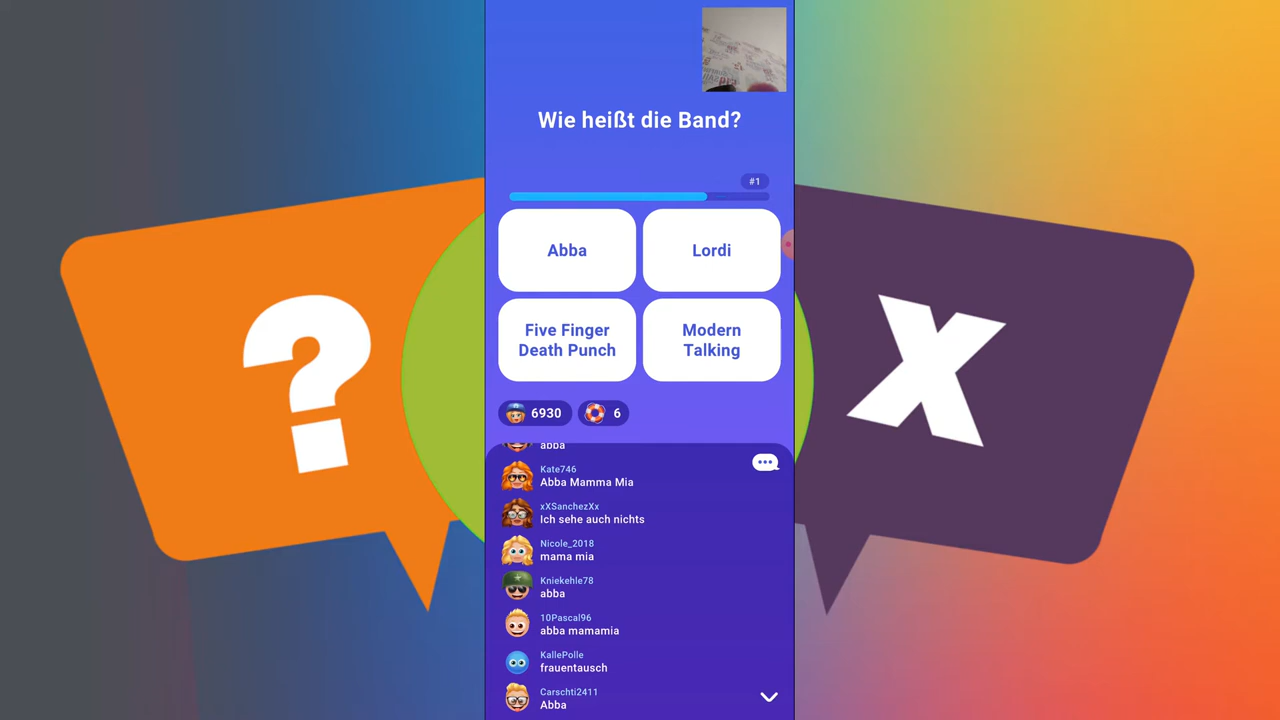 Wie heißt die Band?
#1
Abba
Lordi
Five Finger
Death Punch
Modern
Talking
6930
6
abba
Kate746
Abba Mamma Mia
xXSanchezXx
Ich sehe auch nichts
Nicole_2018
mama mia
Kniekehle78
abba
10Pascal96
abba mamamia
KallePolle
frauentausch
Carschti2411
Abba
?
X